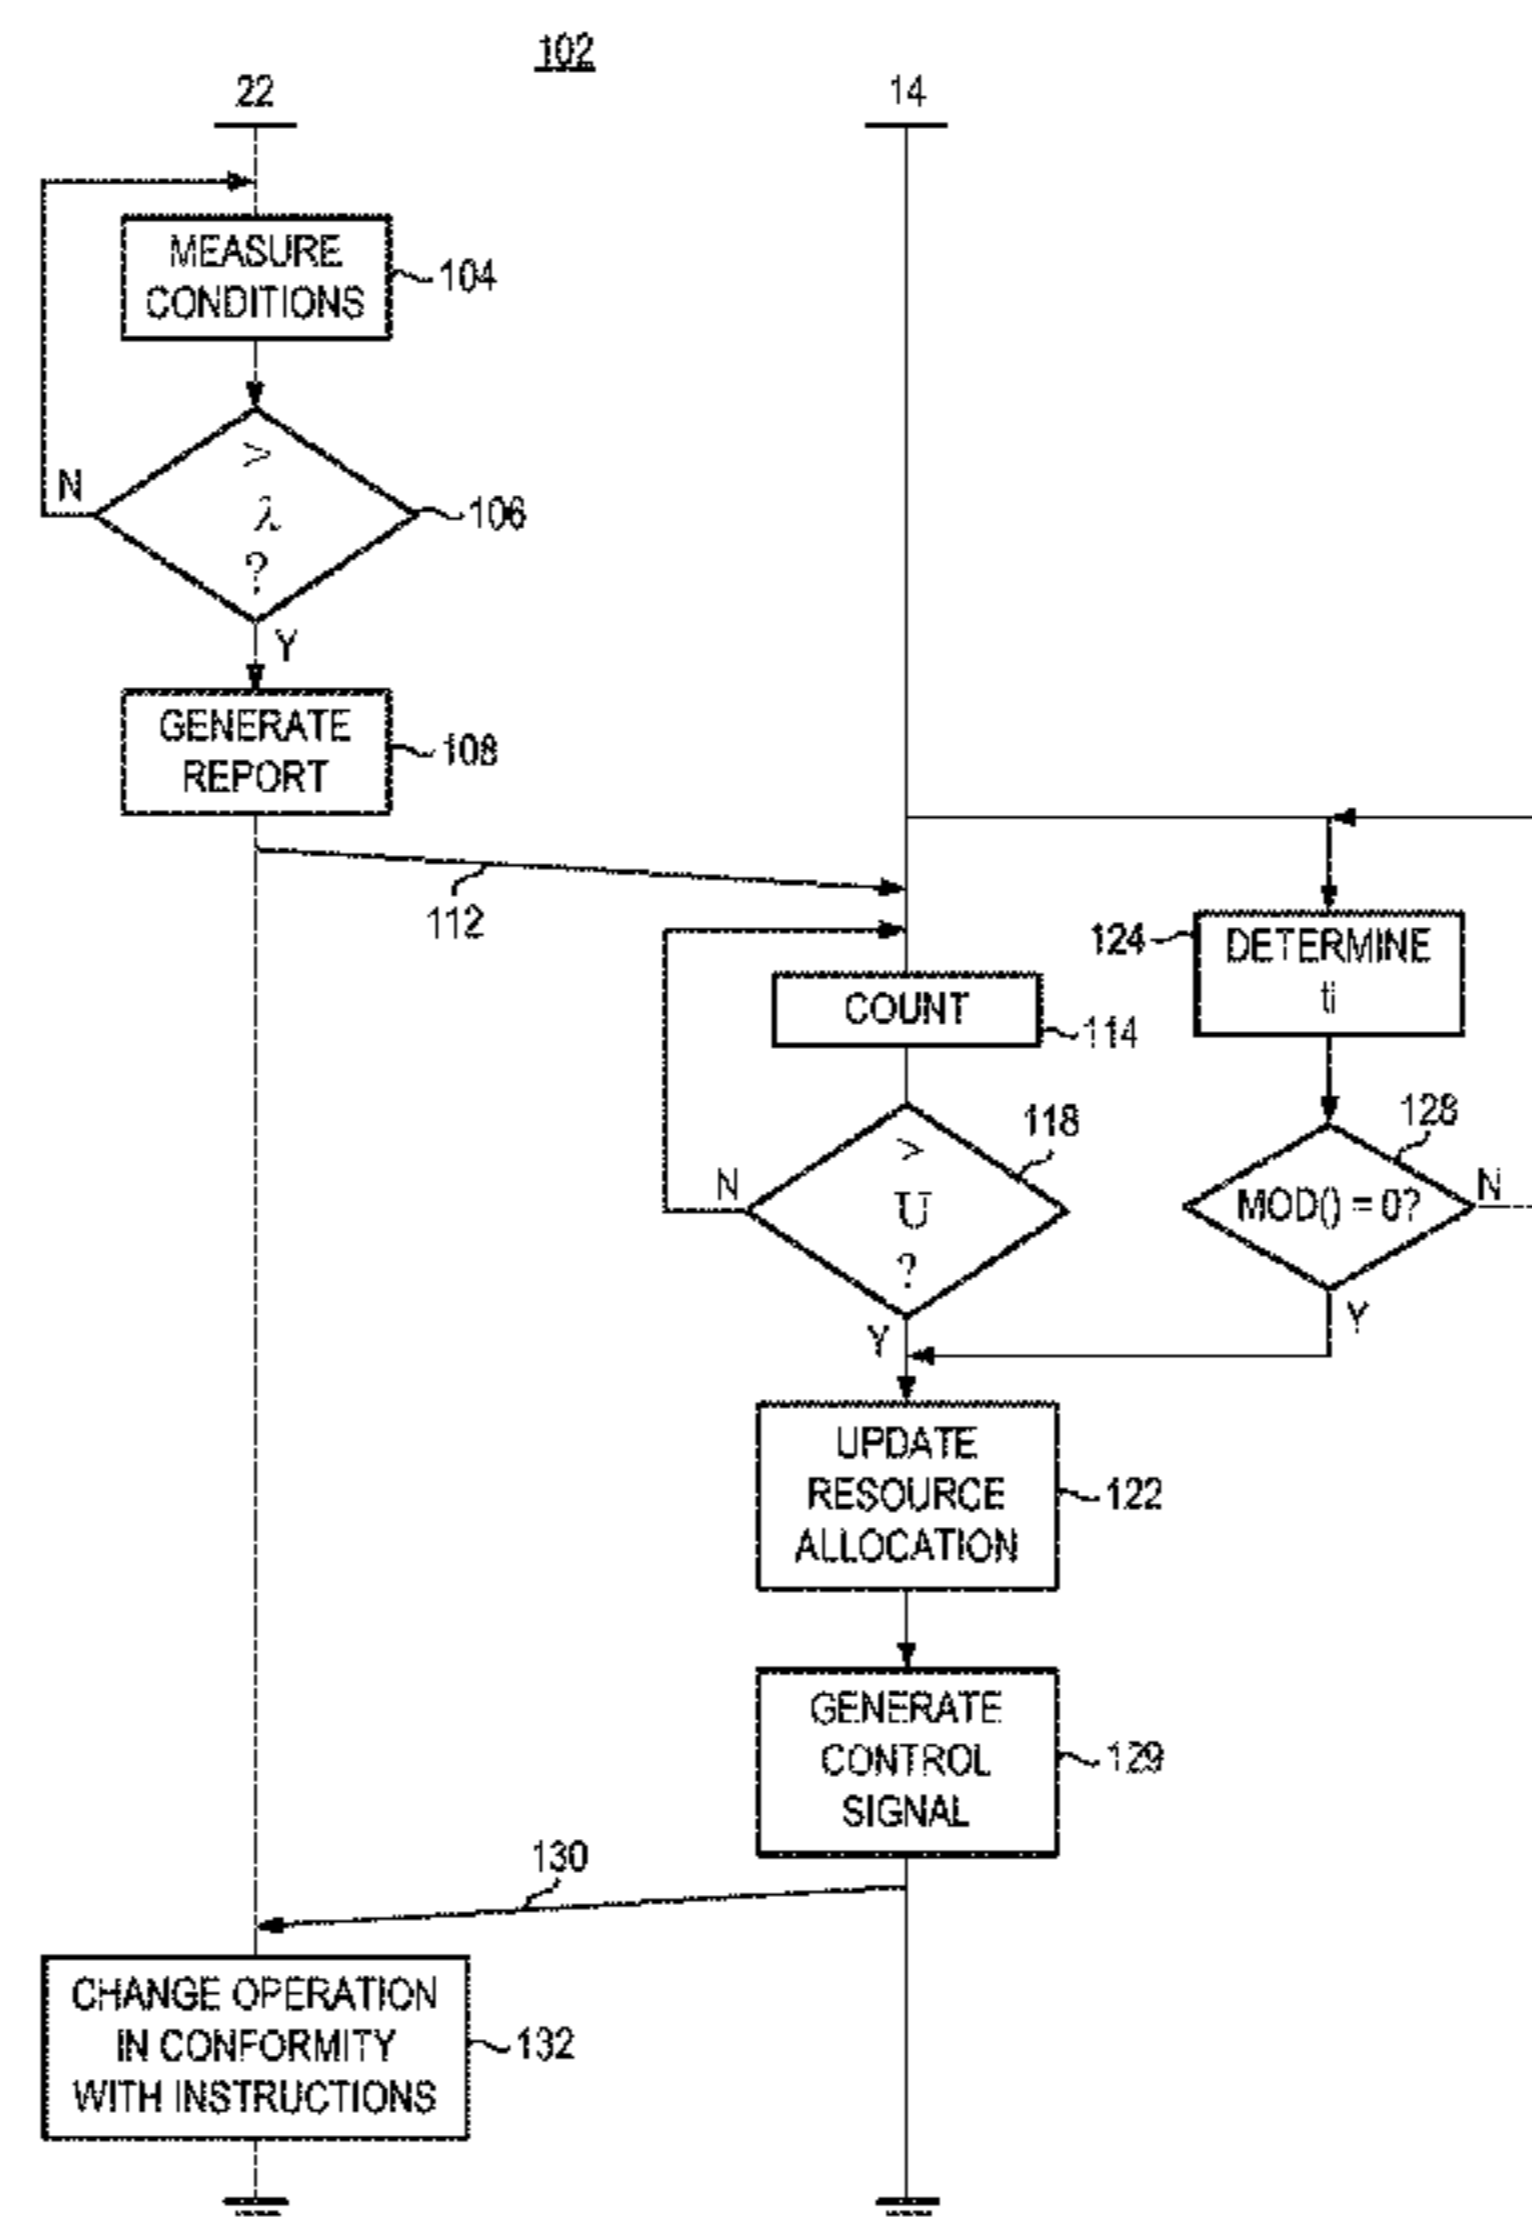 102
22
14
MEASURE
CONDITIONS
104
>
λ
?
N
106
Y
GENERATE
REPORT
108
112
124
DETERMINE
ti
COUNT
114
128
118
>
U
?
N
MOD() = 0?
N
Y
Y
UPDATE
RESOURCE
ALLOCATION
122
GENERATE
CONTROL
SIGNAL
129
130
CHANGE OPERATION
IN CONFORMITY
WITH INSTRUCTIONS
132